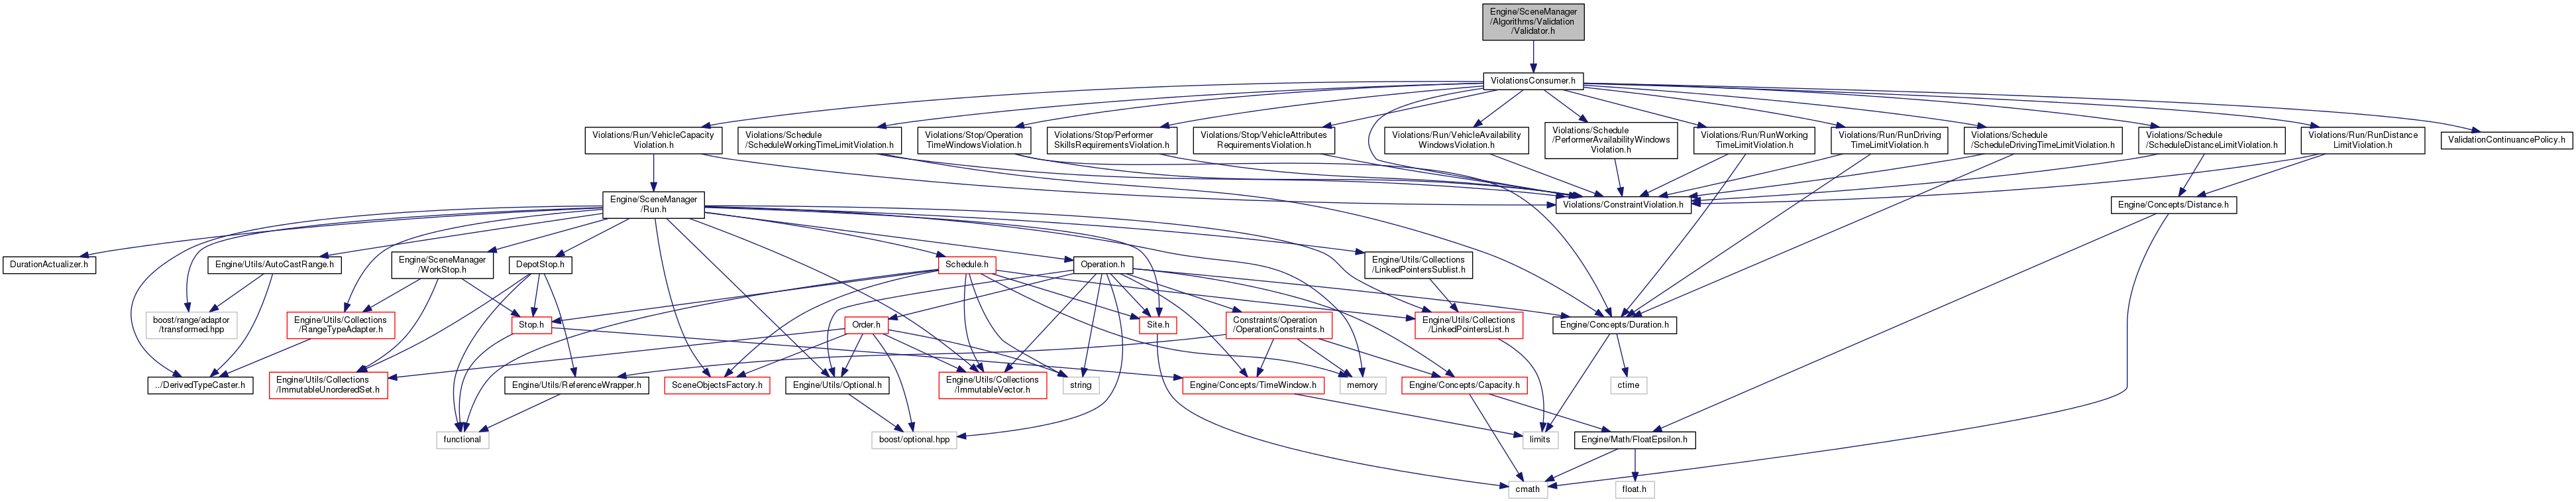 Engine/SceneManager
/Algorithms/Validation
/Validator.h
ViolationsConsumer.h
Violations/Run/VehicleCapacity
Violation.h
Violations/Schedule
/ScheduleWorkingTimeLimitViolation.h
Violations/Stop/Operation
TimeWindowsViolation.h
Violations/Stop/Performer
SkillsRequirementsViolation.h
Violations/Stop/VehicleAttributes
RequirementsViolation.h
Violations/Run/VehicleAvailability
WindowsViolation.h
Violations/Schedule
/PerformerAvailabilityWindows
Violation.h
Violations/Run/RunWorking
TimeLimitViolation.h
Violations/Run/RunDriving
TimeLimitViolation.h
Violations/Schedule
/ScheduleDrivingTimeLimitViolation.h
Violations/Schedule
/ScheduleDistanceLimitViolation.h
Violations/Run/RunDistance
LimitViolation.h
ValidationContinuancePolicy.h
Engine/SceneManager
/Run.h
Violations/ConstraintViolation.h
Engine/Concepts/Distance.h
DurationActualizer.h
Engine/Utils/AutoCastRange.h
Engine/SceneManager
/WorkStop.h
DepotStop.h
Schedule.h
Operation.h
Engine/Utils/Collections
/LinkedPointersSublist.h
boost/range/adaptor
/transformed.hpp
Engine/Utils/Collections
/RangeTypeAdapter.h
Stop.h
Order.h
Site.h
Constraints/Operation
/OperationConstraints.h
Engine/Utils/Collections
/LinkedPointersList.h
Engine/Concepts/Duration.h
../DerivedTypeCaster.h
Engine/Utils/Collections
/ImmutableUnorderedSet.h
Engine/Utils/ReferenceWrapper.h
SceneObjectsFactory.h
Engine/Utils/Optional.h
Engine/Utils/Collections
/ImmutableVector.h
string
Engine/Concepts/TimeWindow.h
memory
Engine/Concepts/Capacity.h
ctime
functional
boost/optional.hpp
limits
Engine/Math/FloatEpsilon.h
cmath
float.h